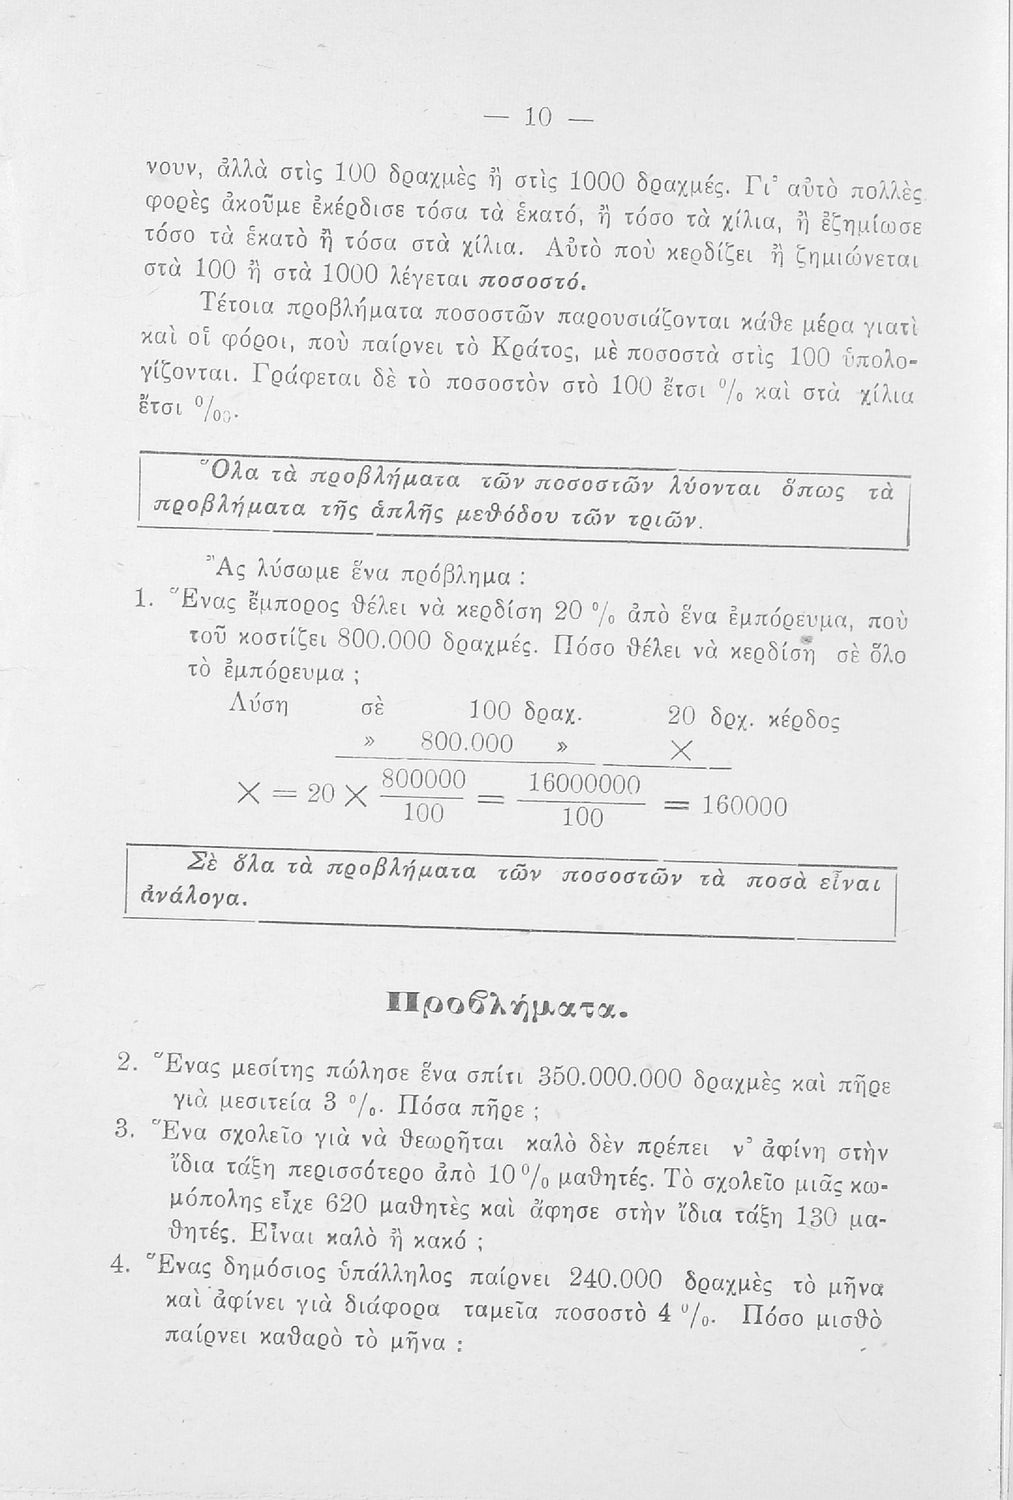 — 10 —
νουν, ἀλλὰ στὶς 100 δραχμὲς ἢ στὶς 1000 δραχμές. Γι' αὐτὸ πολλὲς
φορὲς ἀκοῦμε ἐκέρδισε τόσα τὰ ἑκατό, ἢ τόσο τὰ χίλια, ἢ ἐζημίωσε
τόσο τὰ ἑκατὸ ἢ τόσα στὰ χίλια. Αὐτὸ ποὺ κερδίζει ἢ ζημιώνεται
στὰ 100 ἢ στὰ 1000 λέγεται ποσοστό.
Τέτοια προβλήματα ποσοστῶν παρουσιάζονται κάθε μέρα γιατὶ
καὶ οἱ φόροι, ποὺ παίρνει τὸ Κράτος, μὲ ποσοστὰ στὶς 100 ὑπολο-
γίζονται. Γράφεται δὲ τὸ ποσοστὸν στὸ 100 ἔτσι % καὶ στὰ χίλια
ἔτσι ‰.
Ὅλα τὰ προβλήματα τῶν ποσοστῶν λύονται ὅπως τὰ
προβλήματα τῆς ἁπλῆς μεθόδου τῶν τριῶν.
Ἂς λύσωμε ἕνα πρόβλημα :
1. Ἕνας ἔμπορος θέλει νὰ κερδίση 20 % ἀπὸ ἕνα ἐμπόρευμα, ποὺ
τοῦ κοστίζει 800.000 δραχμές. Πόσο θέλει νὰ κερδίσῃ σὲ ὅλο
τὸ ἐμπόρευμα ;
Λύση σὲ 100 δραχ. 20 δρχ. κέρδος
» 800.000 » Χ
Χ = 20 Χ 800000/100 = 16000000/100 = 160000
Σὲ ὅλα τὰ προβλήματα τῶν ποσοστῶν τὰ ποσὰ εἶναι
ἀνάλογα.
Προβλήματα.
2. Ἕνας μεσίτης πώλησε ἕνα σπίτι 350.000.000 δραχμὲς καὶ πῆρε
γιὰ μεσιτεία 3 %. Πόσα πῆρε ;
3. Ἕνα σχολεῖο γιὰ νὰ θεωρῆται καλὸ δὲν πρέπει ν' ἀφίνη στὴν
ἴδια τάξη περισσότερο ἀπὸ 10 % μαθητές. Τὸ σχολεῖο μιᾶς κω-
μόπολης εἶχε 620 μαθητὲς καὶ ἄφησε στὴν ἴδια τάξη 130 μα-
θητές. Εἶναι καλὸ ἢ κακό ;
4. Ἕνας δημόσιος ὑπάλληλος παίρνει 240.000 δραχμὲς τὸ μῆνα
καὶ ἀφίνει γιὰ διάφορα ταμεῖα ποσοστὸ 4 %. Πόσο μισθὸ
παίρνει καθαρὸ τὸ μῆνα ;